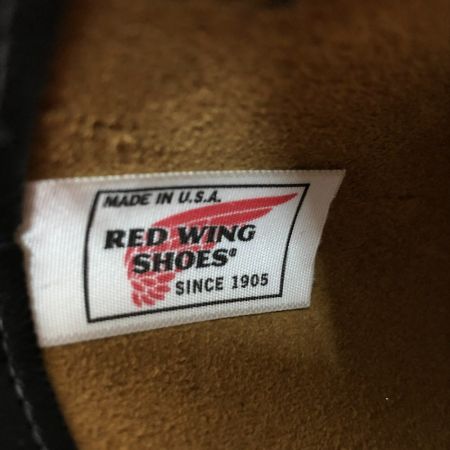 MADE IN U.S.A.
RED WING
SHOES®
SINCE 1905